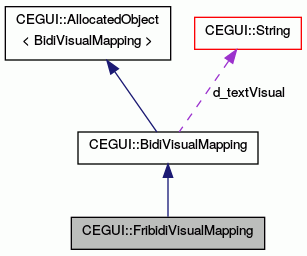 CEGUI::AllocatedObject
< BidiVisualMapping >
CEGUI::String
d_textVisual
CEGUI::BidiVisualMapping
CEGUI::FribidiVisualMapping